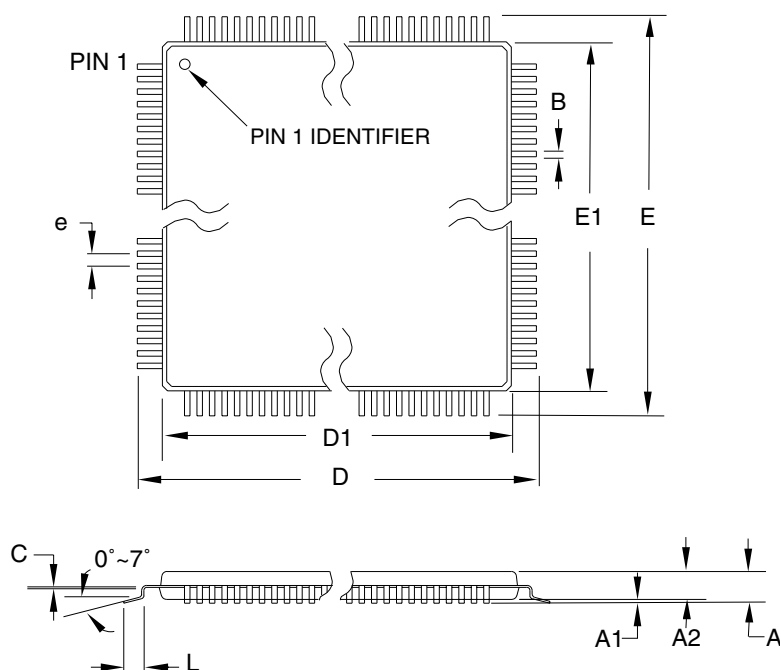 PIN 1
PIN 1 IDENTIFIER
B
e
E1
E
D1
D
C
0°~7°
L
A1
A2
A